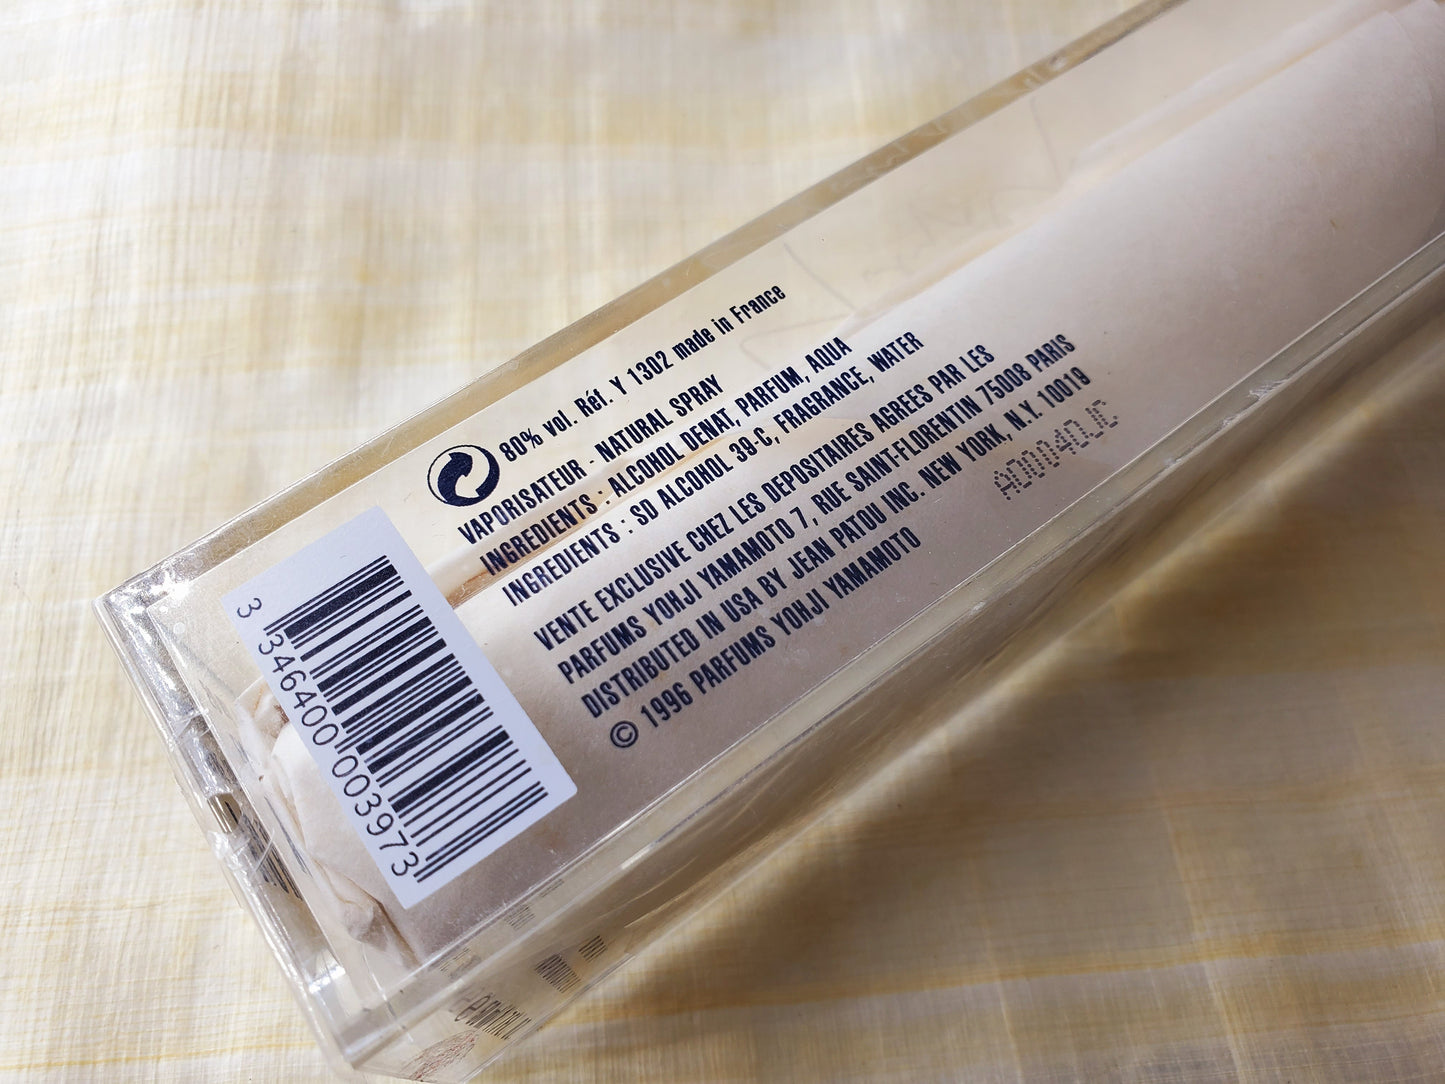 80% vol. Réf. Y 1302 made in France
VAPORISATEUR - NATURAL SPRAY
INGREDIENTS : ALCOHOL DENAT, PARFUM, AQUA
INGREDIENTS : SD ALCOHOL 39-C, FRAGRANCE, WATER
VENTE EXCLUSIVE CHEZ LES DEPOSITAIRES AGREES PAR LES
PARFUMS YOHJI YAMAMOTO 7, RUE SAINT-FLORENTIN 75008 PARIS
DISTRIBUTED IN USA BY JEAN PATOU INC. NEW YORK, N.Y. 10019
© 1996 PARFUMS YOHJI YAMAMOTO
3 346400 003973